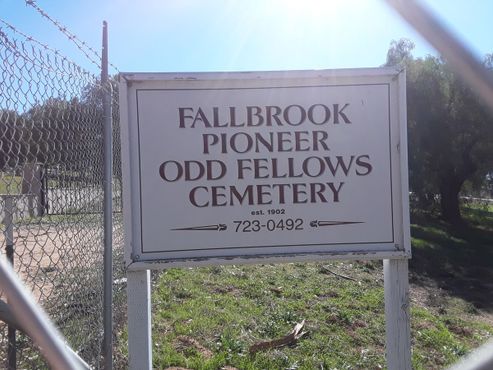 FALLBROOK
PIONEER
ODD FELLOWS
CEMETERY
est. 1902
723-0492